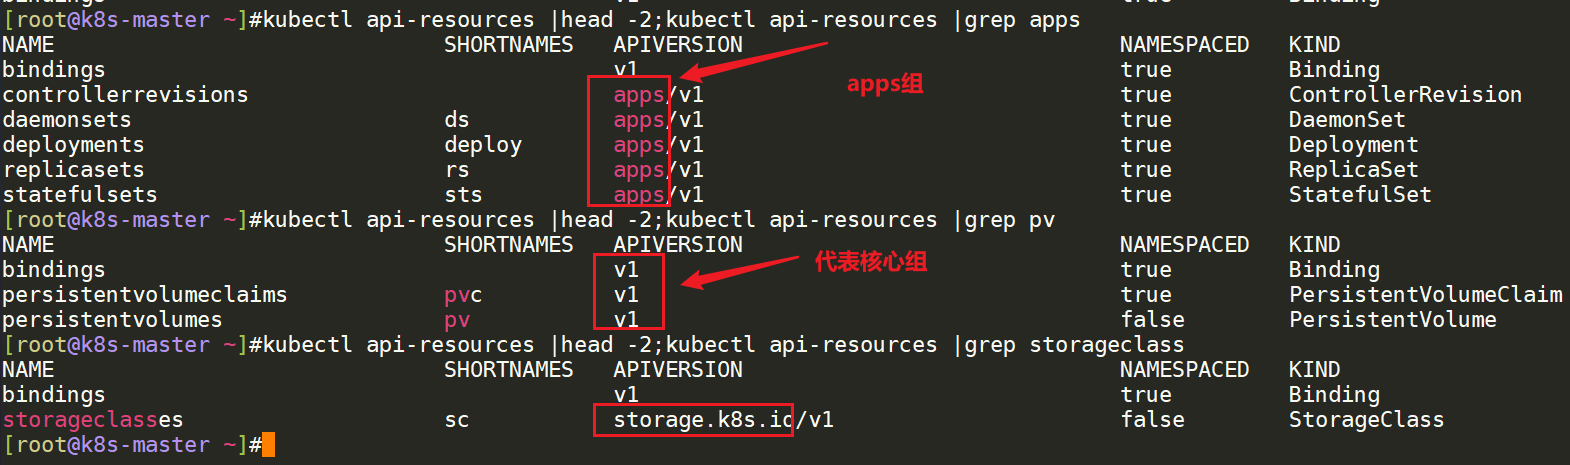 bindings v1 true Binding
[root@k8s-master ~]#kubectl api-resources |head -2;kubectl api-resources |grep apps
NAME SHORTNAMES APIVERSION NAMESPACED KIND
bindings v1 true Binding
controllerrevisions apps/v1 true ControllerRevision
daemonsets ds apps/v1 true DaemonSet
deployments deploy apps/v1 true Deployment
replicasets rs apps/v1 true ReplicaSet
statefulsets sts apps/v1 true StatefulSet
apps组
[root@k8s-master ~]#kubectl api-resources |head -2;kubectl api-resources |grep pv
NAME SHORTNAMES APIVERSION NAMESPACED KIND
bindings v1 true Binding
persistentvolumeclaims pvc v1 true PersistentVolumeClaim
persistentvolumes pv v1 false PersistentVolume
代表核心组
[root@k8s-master ~]#kubectl api-resources |head -2;kubectl api-resources |grep storageclass
NAME SHORTNAMES APIVERSION NAMESPACED KIND
bindings v1 true Binding
storageclasses sc storage.k8s.io/v1 false StorageClass
[root@k8s-master ~]#